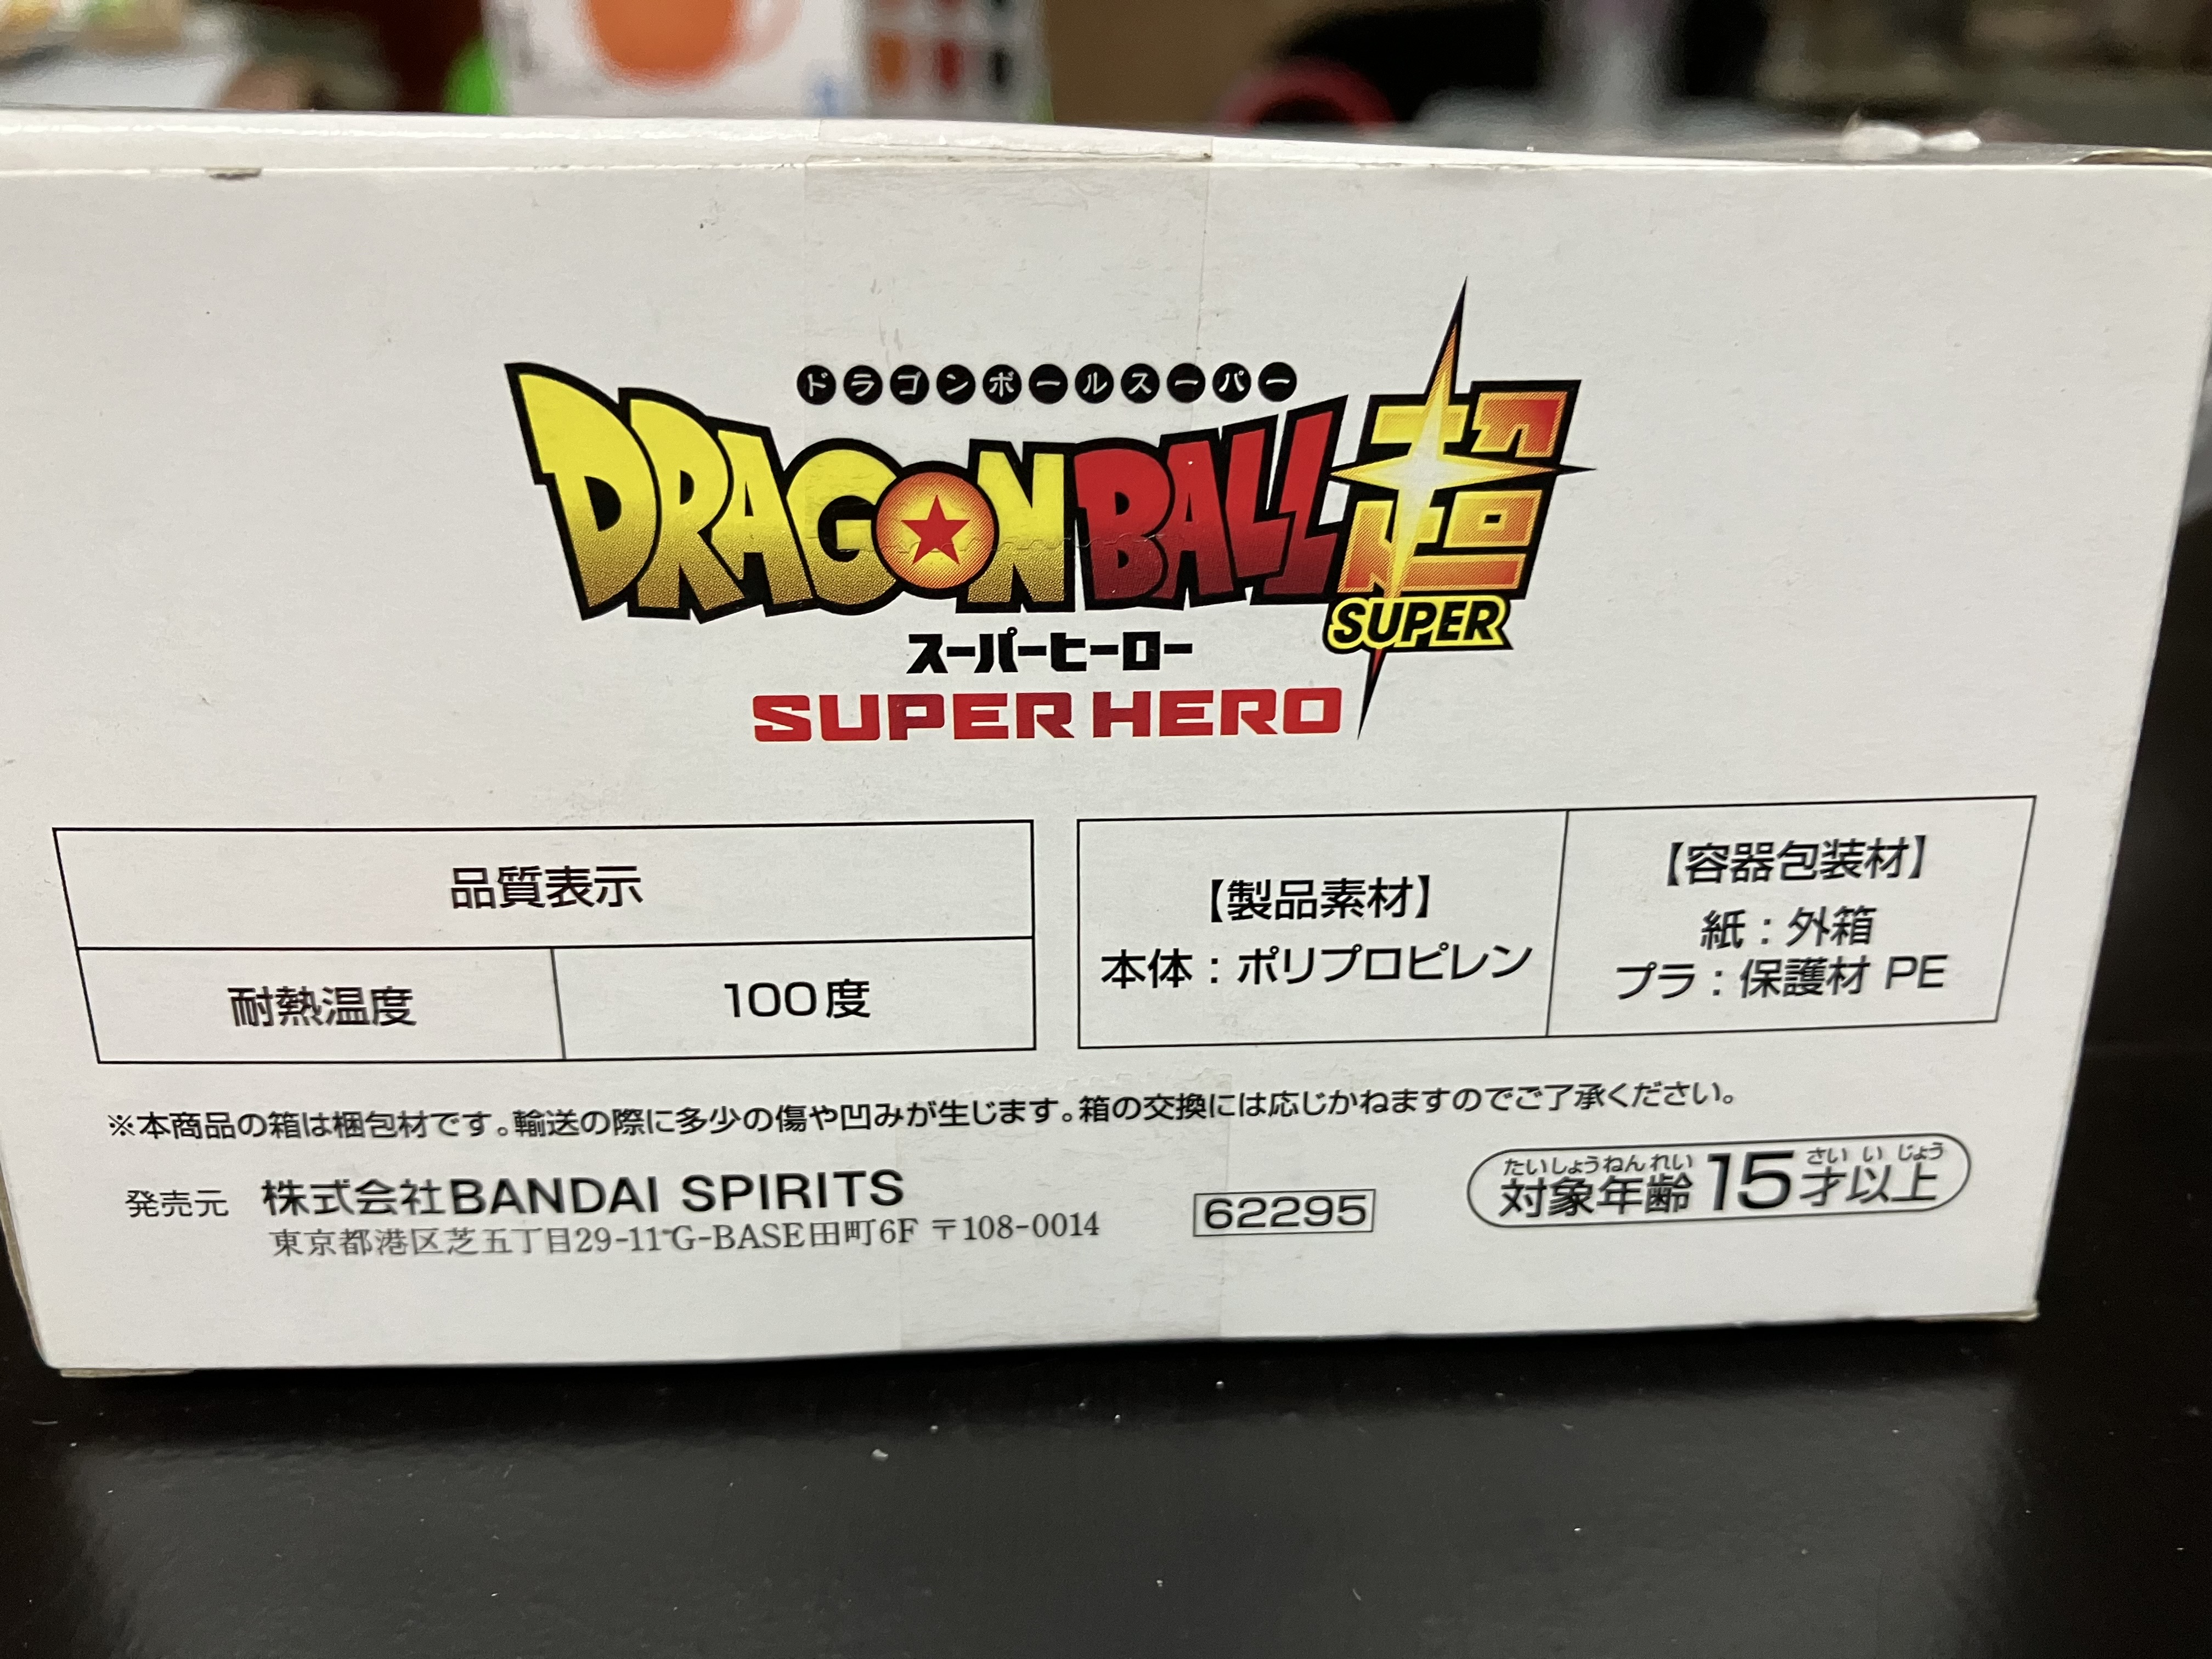 ドラゴンボールスーパー
DRAGONBALL超
SUPER
スーパーヒーロー
SUPER HERO
品質表示
耐熱温度 100度
【製品素材】
本体：ポリプロピレン
【容器包装材】
紙：外箱
プラ：保護材 PE
※本商品の箱は梱包材です。輸送の際に多少の傷や凹みが生じます。箱の交換には応じかねますのでご了承ください。
発売元 株式会社BANDAI SPIRITS
東京都港区芝五丁目29-11 G-BASE田町6F 〒108-0014
62295
たいしょうねんれい さいいじょう
対象年齢15才以上